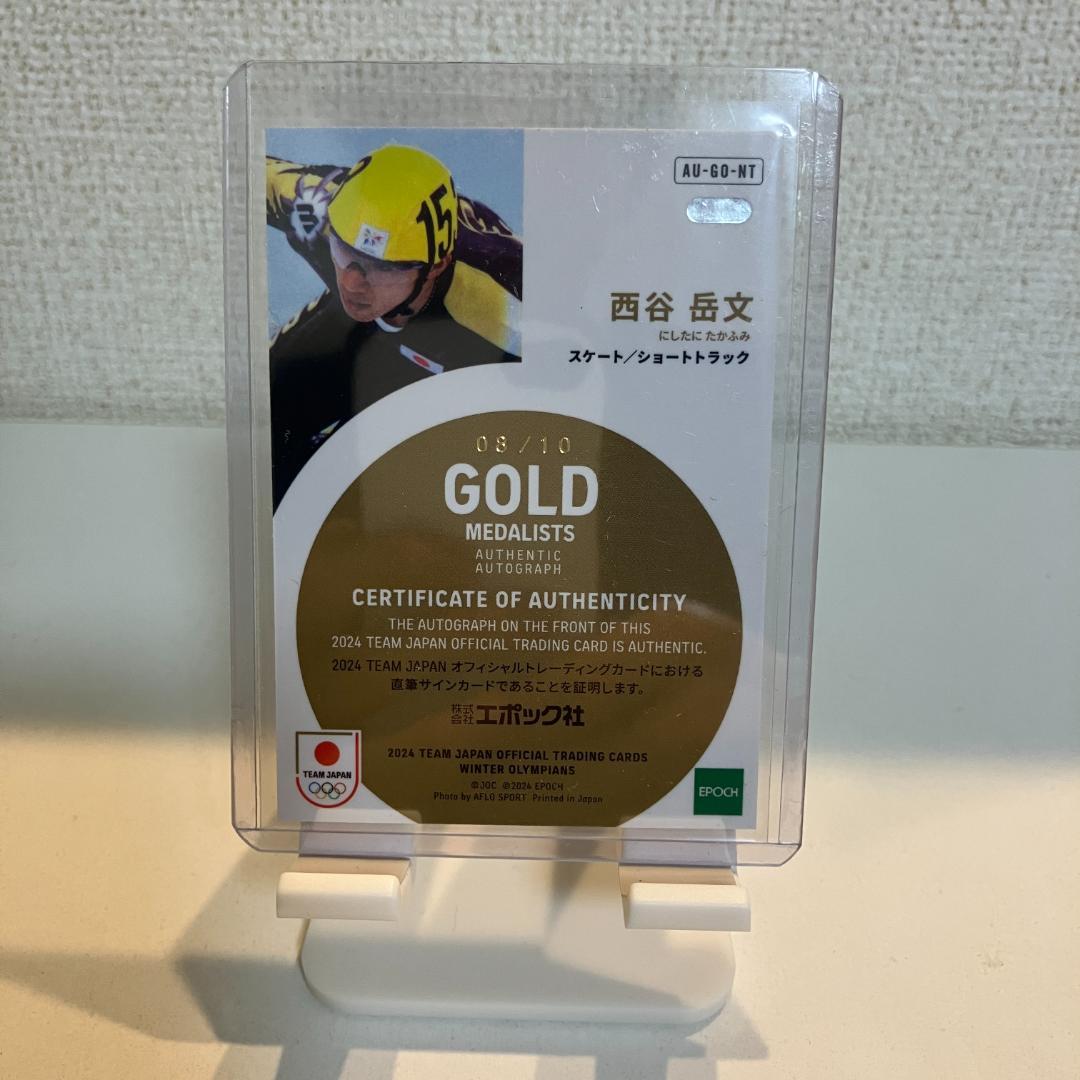 AU-GO-NT
15
西谷 岳文
にしたに たかふみ
スケート/ショートトラック
08/10
GOLD
MEDALISTS
AUTHENTIC
AUTOGRAPH
CERTIFICATE OF AUTHENTICITY
THE AUTOGRAPH ON THE FRONT OF THIS
2024 TEAM JAPAN OFFICIAL TRADING CARD IS AUTHENTIC.
2024 TEAM JAPAN オフィシャルトレーディングカードにおける
直筆サインカードであることを証明します。
株式会社エポック社
2024 TEAM JAPAN OFFICIAL TRADING CARDS
WINTER OLYMPIANS
©JOC ©2024 EPOCH
Photo by AFLO SPORT Printed in Japan
TEAM JAPAN
EPOCH